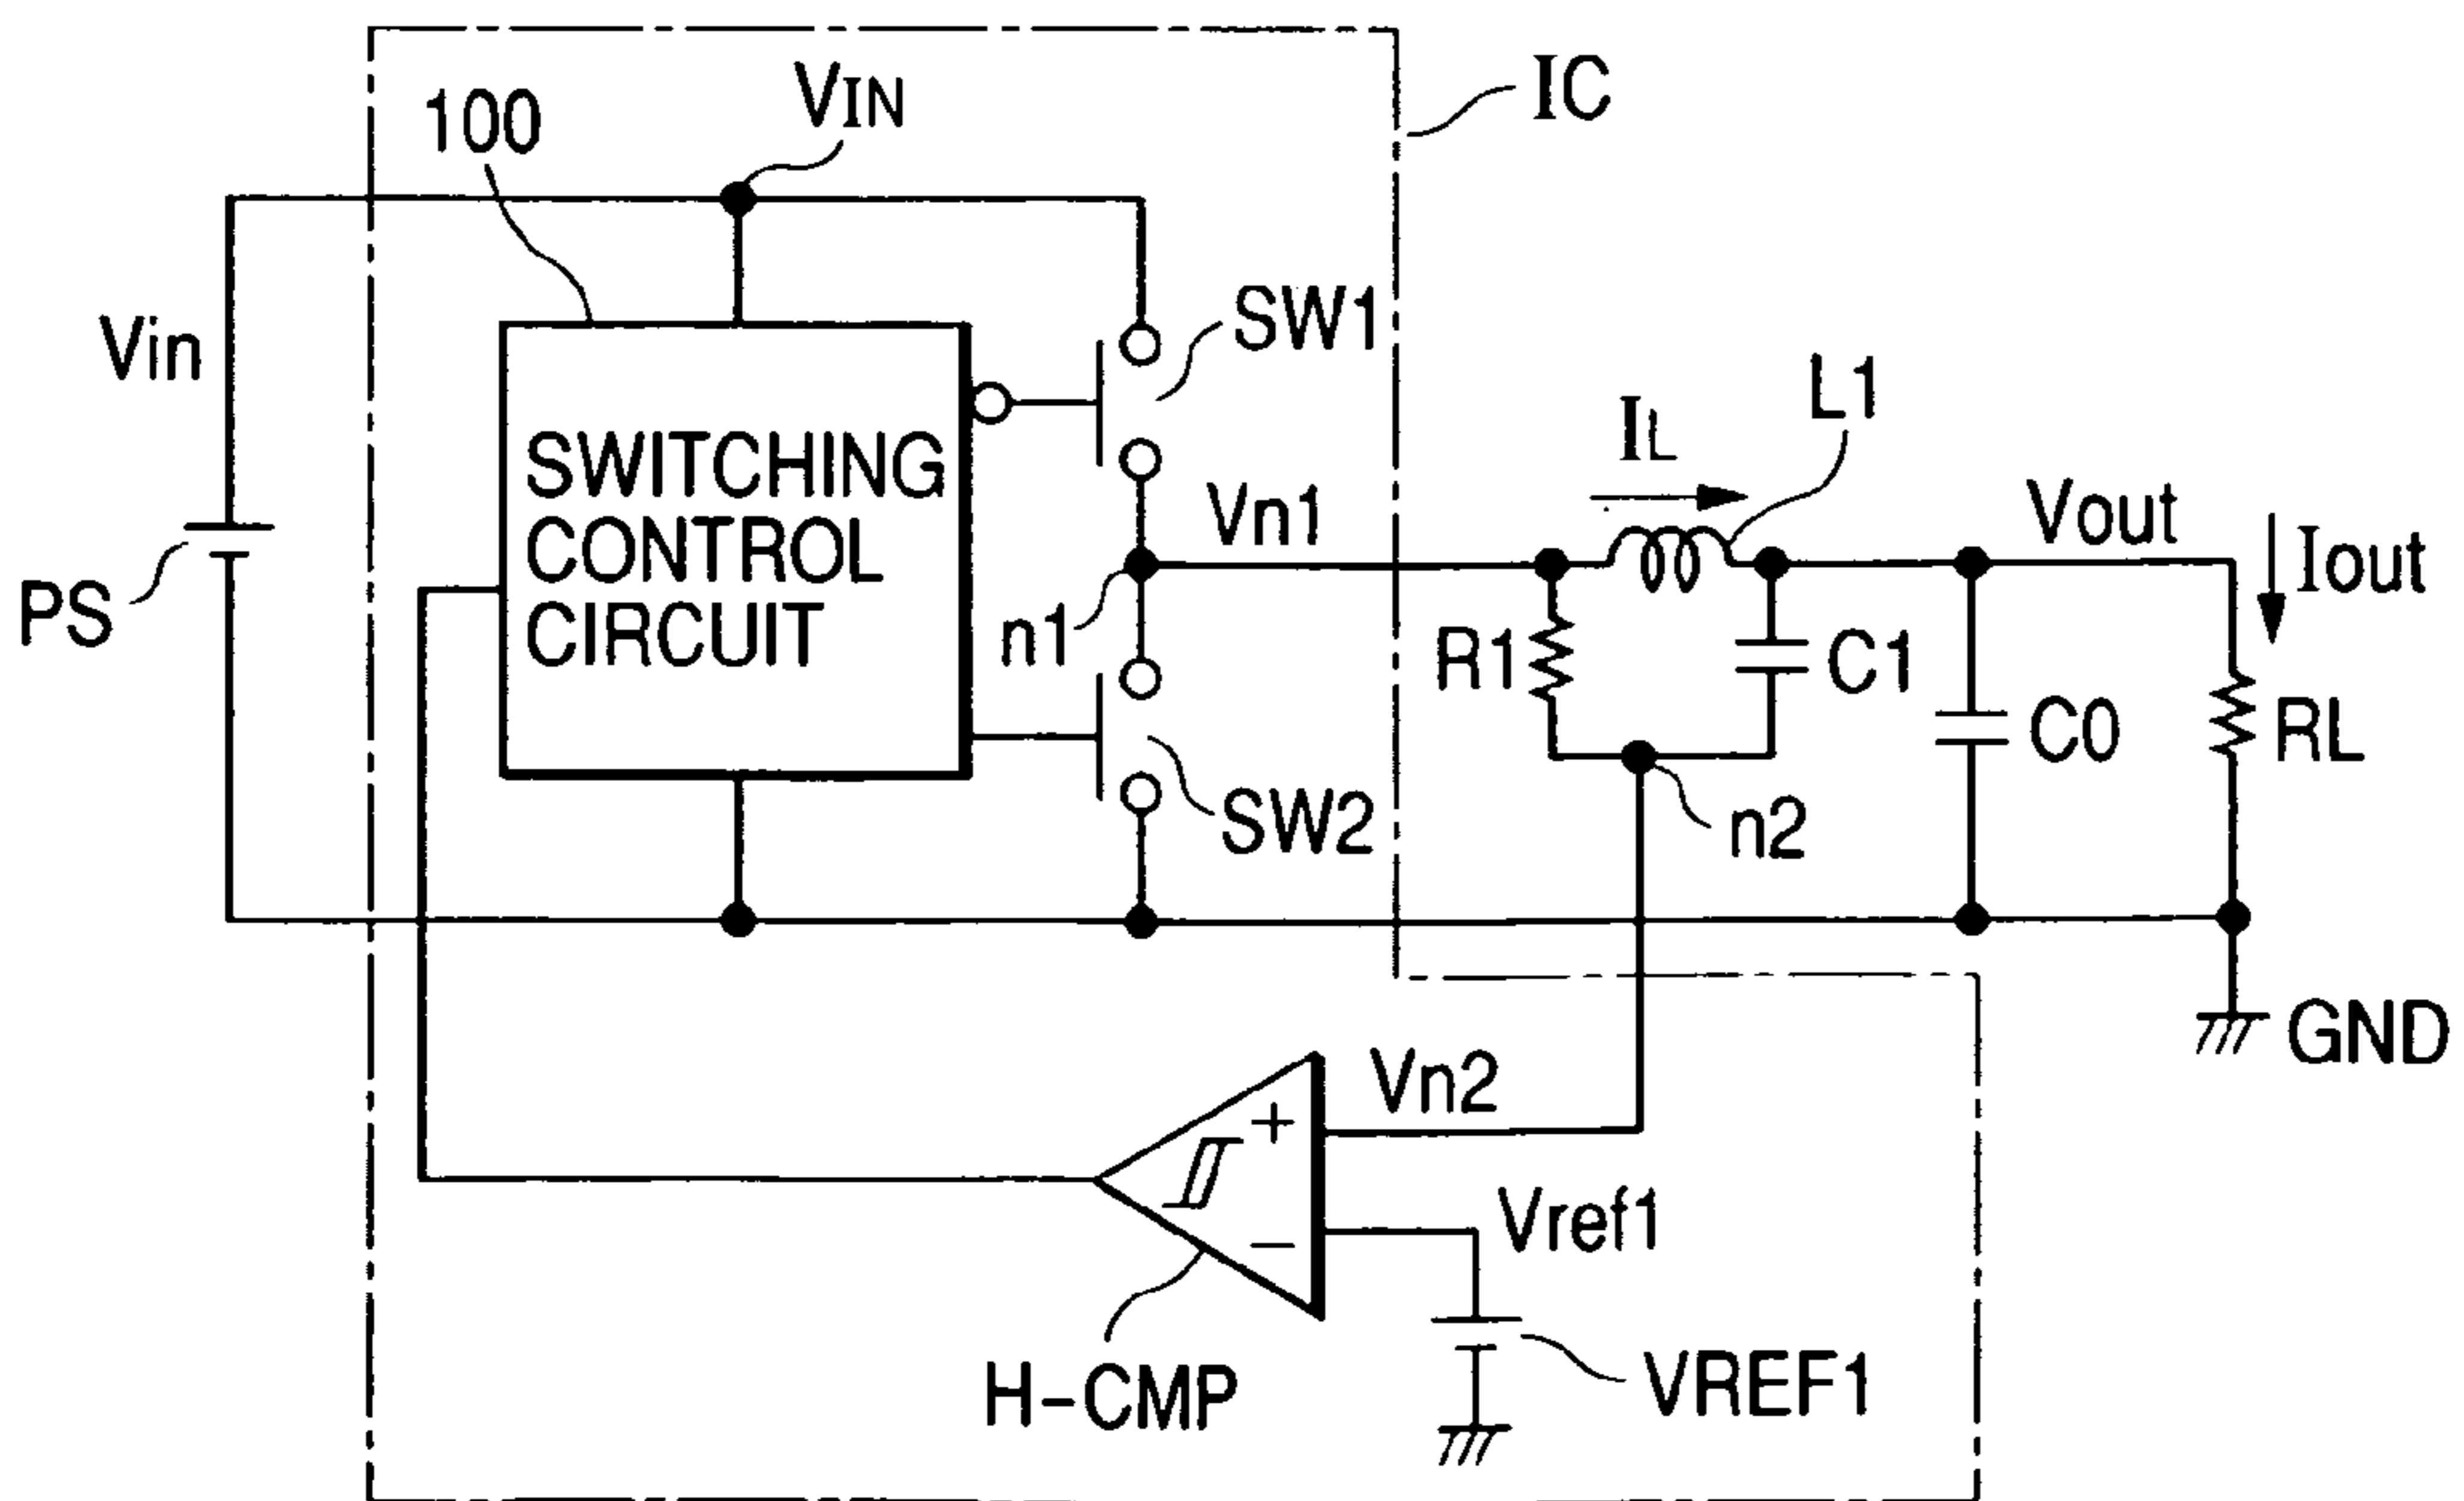 IC
VIN
100
SW1
Vin
L1
IL
SWITCHING
CONTROL
CIRCUIT
Vn1
Vout
Iout
PS
n1
R1
C1
C0
RL
SW2
n2
GND
Vn2
+
Vref1
−
H-CMP
VREF1